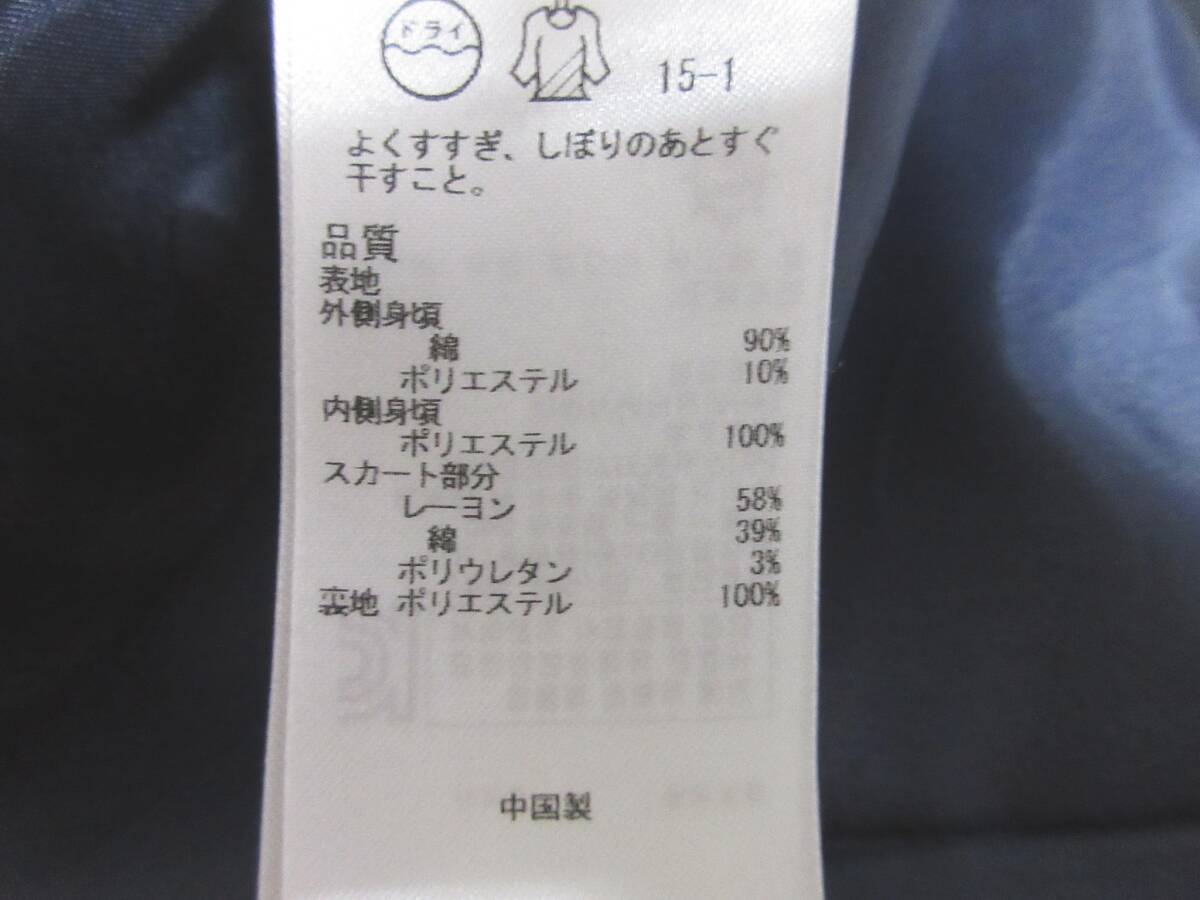 ドライ
15-1
よくすすぎ、しぼりのあとすぐ
干すこと。
品質
表地
外側身頃
綿 90%
ポリエステル 10%
内側身頃
ポリエステル 100%
スカート部分
レーヨン 58%
綿 39%
ポリウレタン 3%
裏地 ポリエステル 100%
中国製